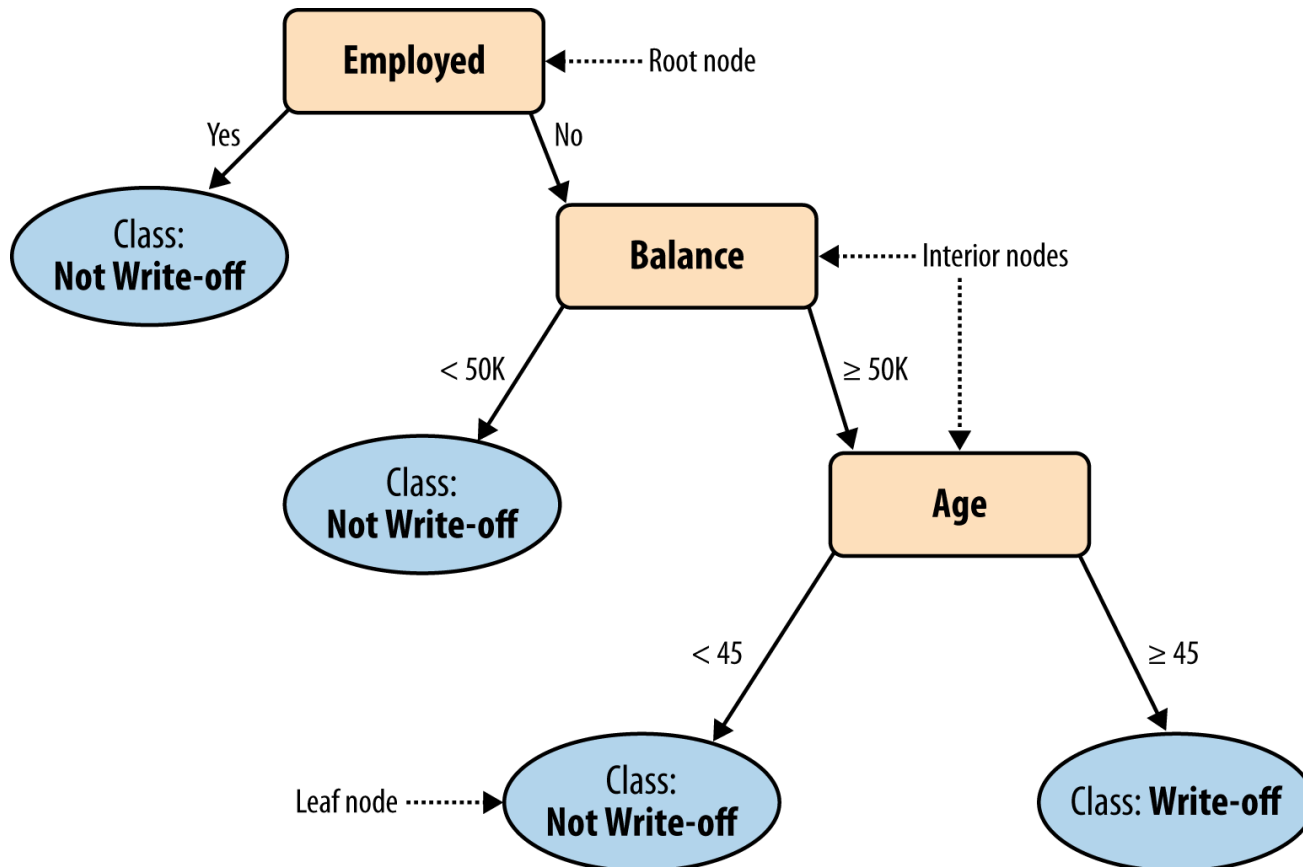 Employed
Root node
Yes
No
Class:
Not Write-off
Balance
Interior nodes
< 50K
≥ 50K
Class:
Not Write-off
Age
< 45
≥ 45
Leaf node
Class:
Not Write-off
Class: Write-off